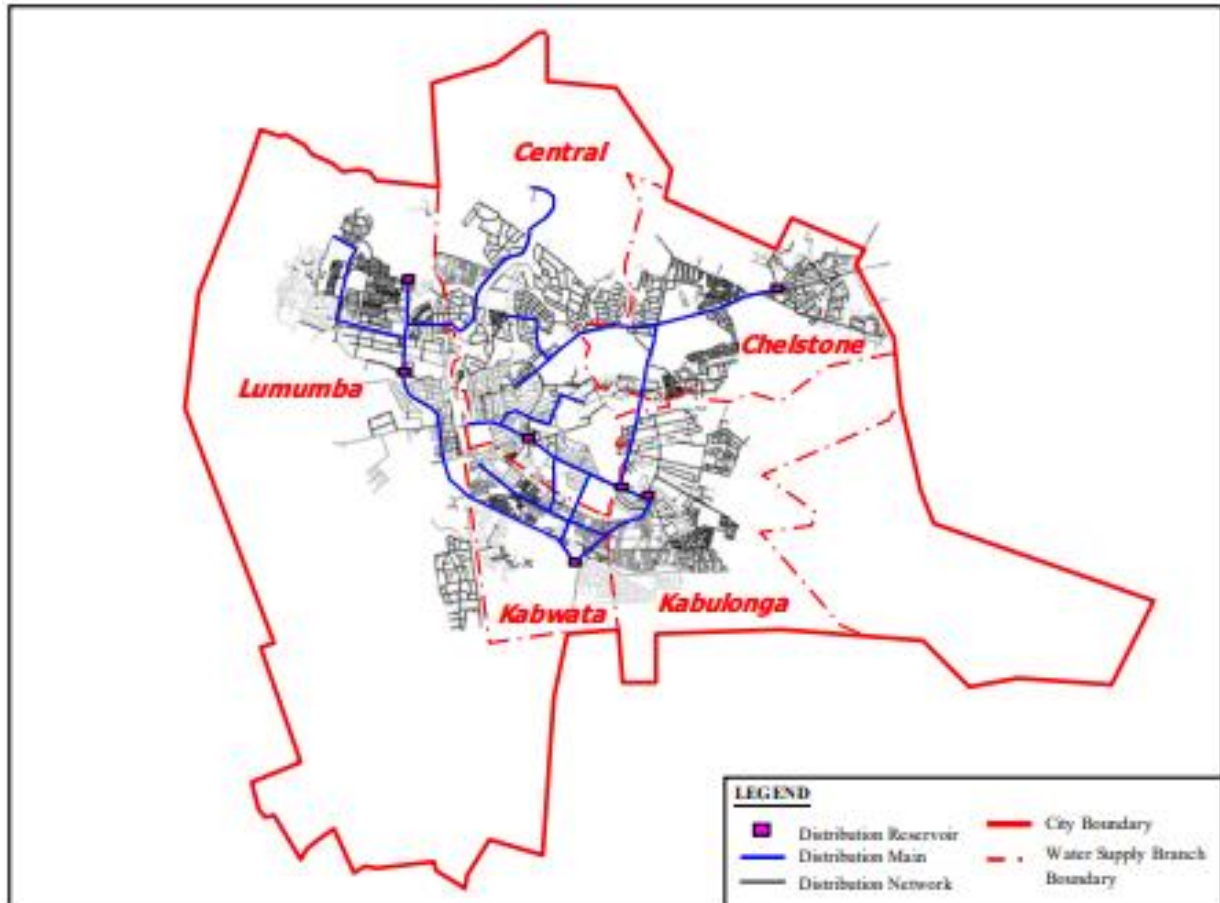 Central
Chelstone
Lumumba
Kabulonga
Kabwata
LEGEND
Distribution Reservoir
Distribution Main
Distribution Network
City Boundary
Water Supply Branch
Boundary